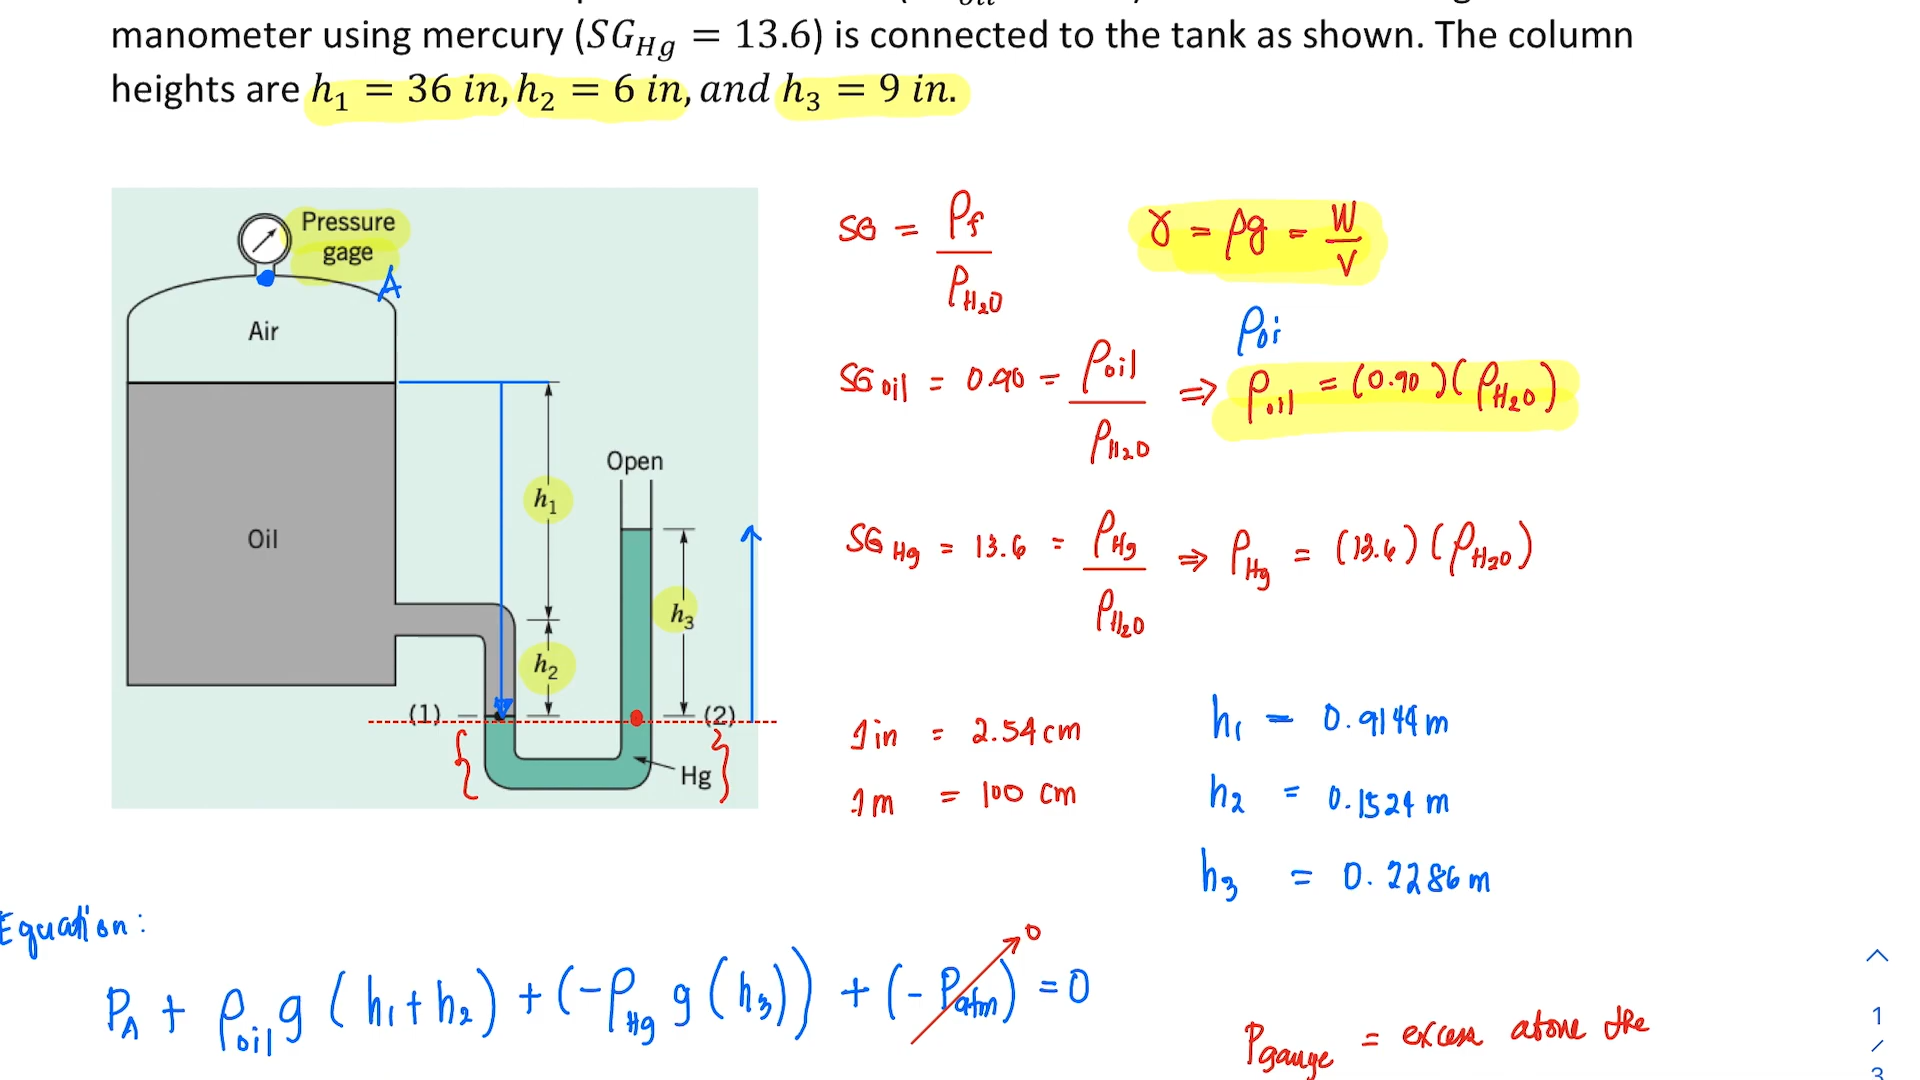 manometer using mercury (SG_Hg = 13.6) is connected to the tank as shown. The column
heights are h₁ = 36 in, h₂ = 6 in, and h₃ = 9 in.
Pressure
gage
A
Air
Open
h₁
Oil
h₃
h₂
(1)
(2)
Hg
SG = ρf / ρH₂O
γ = ρg = W / V
ρoi
SG oil = 0.90 = ρoil / ρH₂O ⇒ ρoil = (0.90)(ρH₂O)
SG Hg = 13.6 = ρHg / ρH₂O ⇒ ρHg = (13.6)(ρH₂O)
1 in = 2.54 cm
1 m = 100 cm
h₁ = 0.9144 m
h₂ = 0.1524 m
h₃ = 0.2286 m
Equation:
PA + ρoil g (h₁ + h₂) + (-ρHg g (h₃)) + (-Patm) = 0
0
Pgauge = excess above the
1
/
3